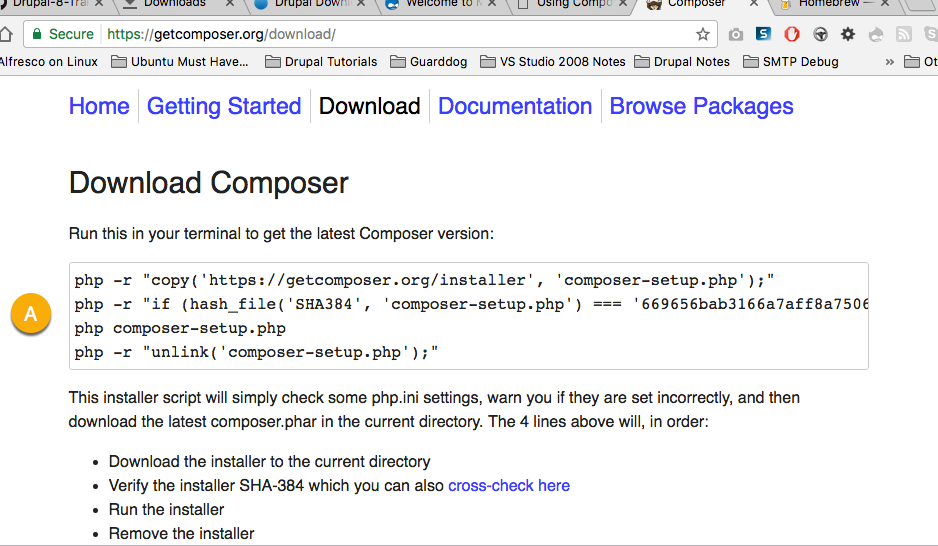 Drupal-8-Tra
Downloads
Drupal Down
Welcome to
Using Compo
Composer
Homebrew —
Secure
https://getcomposer.org/download/
Alfresco on Linux
Ubuntu Must Have...
Drupal Tutorials
Guarddog
VS Studio 2008 Notes
Drupal Notes
SMTP Debug
»
Ot
Home
Getting Started
Download
Documentation
Browse Packages
Download Composer
Run this in your terminal to get the latest Composer version:
php -r "copy('https://getcomposer.org/installer', 'composer-setup.php');"
php -r "if (hash_file('SHA384', 'composer-setup.php') === '669656bab3166a7aff8a7506
A
php composer-setup.php
php -r "unlink('composer-setup.php');"
This installer script will simply check some php.ini settings, warn you if they are set incorrectly, and then
download the latest composer.phar in the current directory. The 4 lines above will, in order:
• Download the installer to the current directory
• Verify the installer SHA-384 which you can also cross-check here
• Run the installer
• Remove the installer